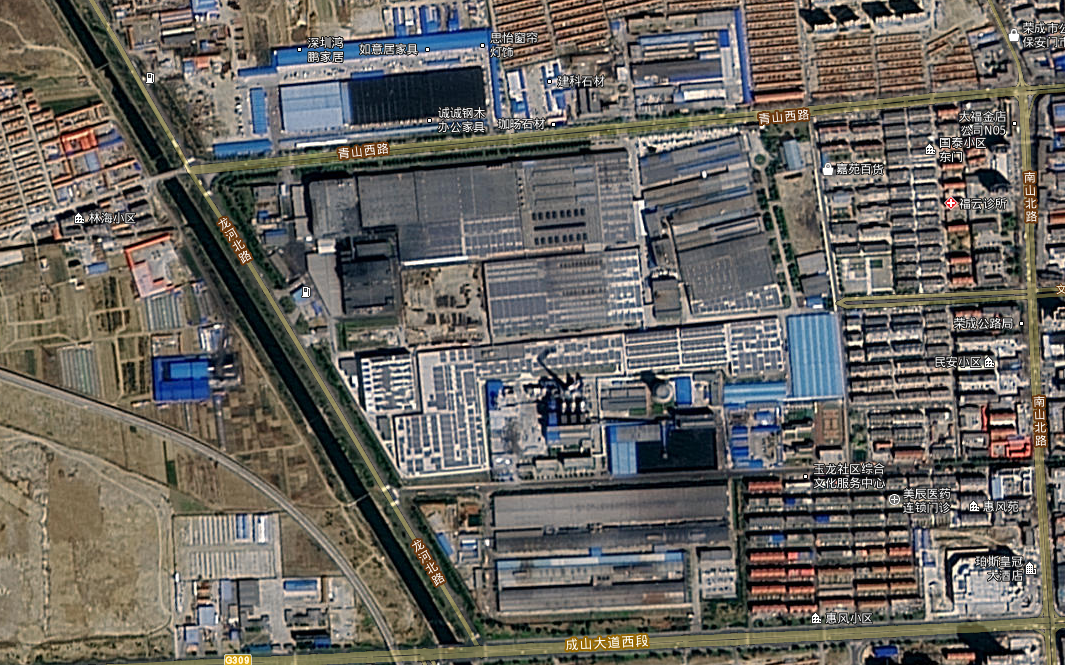 荣成市公
保安门市
深圳湾
鹏家居
如意居家具
思怡窗帘
灯饰
建科石材
诚诚钢木
办公家具
珈场石材
青山西路
青山西路
大福金店
公司N05
国泰小区
东门
嘉苑百货
福云诊所
南山北路
林海小区
龙河北路
文
荣成公路局
民安小区
南山北路
玉龙社区综合
文化服务中心
美辰医药
连锁门诊
惠风苑
龙河北路
珀斯皇冠
大酒店
惠风小区
成山大道西段
G309